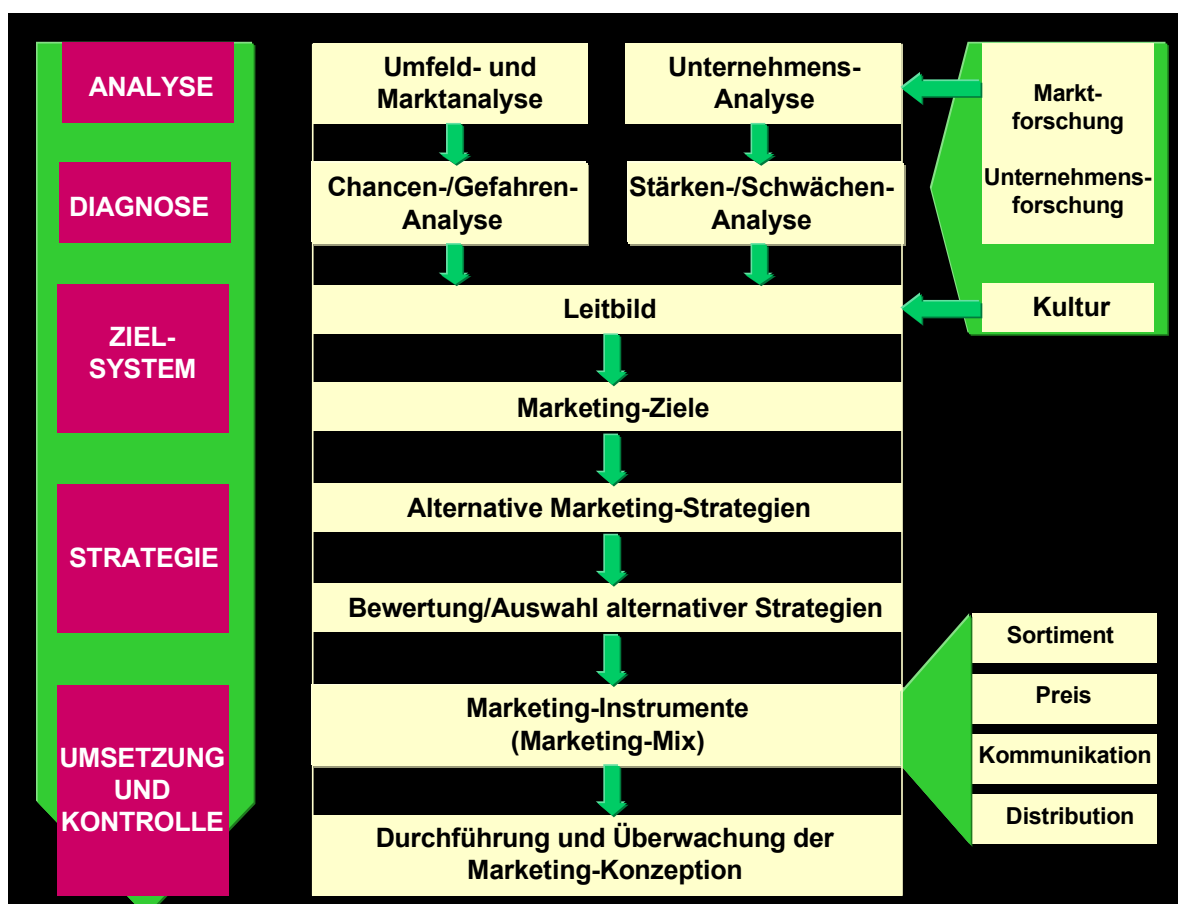 ANALYSE
Umfeld- und
Marktanalyse
Unternehmens-
Analyse
Markt-
forschung
Unternehmens-
forschung
DIAGNOSE
Chancen-/Gefahren-
Analyse
Stärken-/Schwächen-
Analyse
ZIEL-
SYSTEM
Leitbild
Kultur
Marketing-Ziele
STRATEGIE
Alternative Marketing-Strategien
Bewertung/Auswahl alternativer Strategien
UMSETZUNG
UND
KONTROLLE
Marketing-Instrumente
(Marketing-Mix)
Durchführung und Überwachung der
Marketing-Konzeption
Sortiment
Preis
Kommunikation
Distribution